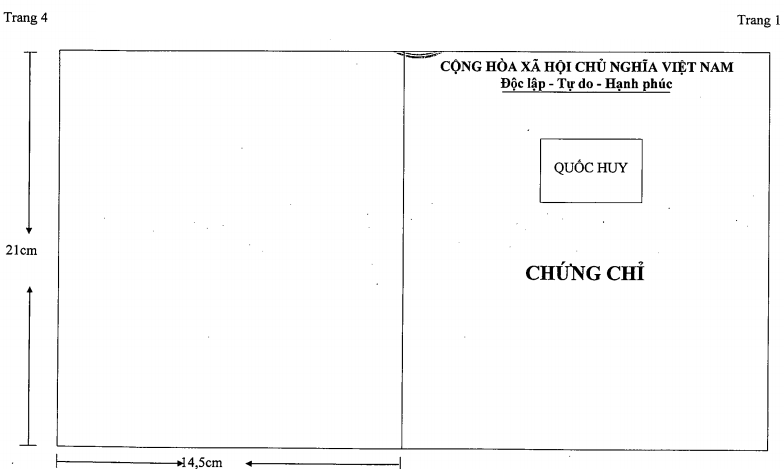 Trang 4
Trang 1
CỘNG HÒA XÃ HỘI CHỦ NGHĨA VIỆT NAM
Độc lập - Tự do - Hạnh phúc
QUỐC HUY
21cm
CHỨNG CHỈ
14,5cm